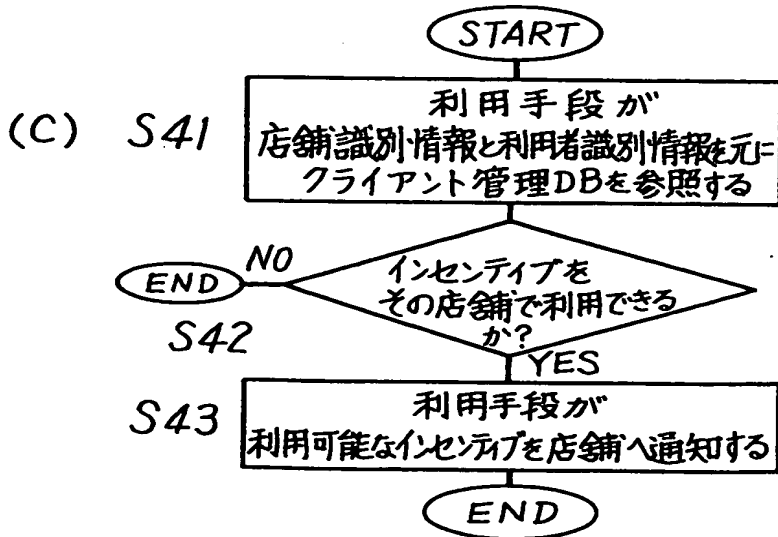 START
(C) S41
利用手段が
店舗識別情報と利用者識別情報を元に
クライアント管理DBを参照する
END NO
インセンティブを
その店舗で利用できる
か?
S42
YES
S43
利用手段が
利用可能なインセンティブを店舗へ通知する
END